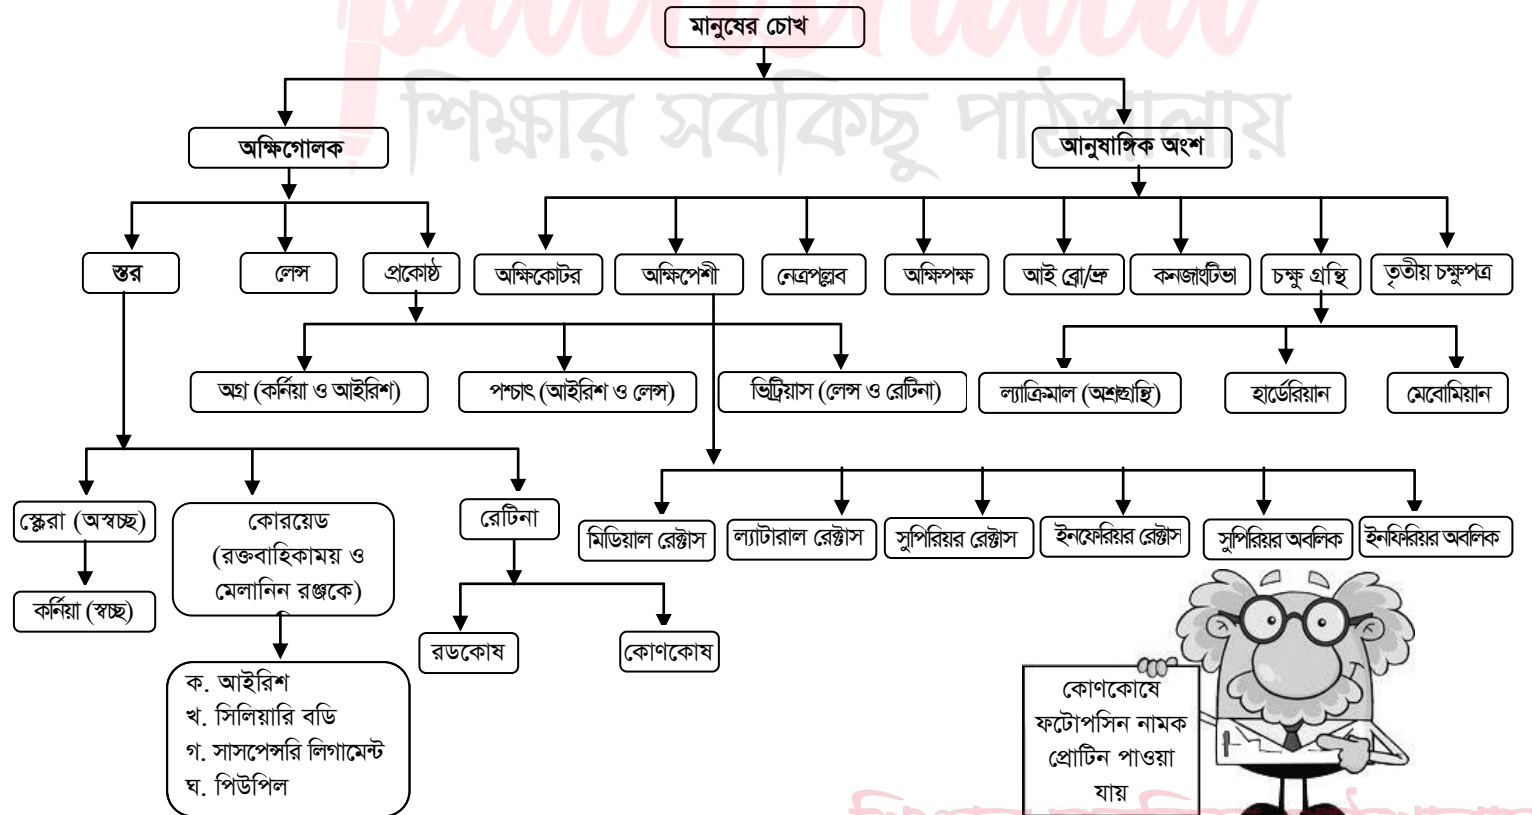 মানুষের চোখ
শিক্ষার সবকিছু পাঠশালায়
অক্ষিগোলক
আনুষাঙ্গিক অংশ
স্তর
লেন্স
প্রকোষ্ঠ
অক্ষিকোটর
অক্ষিপেশী
নেত্রপল্লব
অক্ষিপক্ষ
আই ব্রো/ভ্রু
কনজাংটিভা
চক্ষু গ্রন্থি
তৃতীয় চক্ষুপত্র
অগ্র (কর্নিয়া ও আইরিশ)
পশ্চাৎ (আইরিশ ও লেন্স)
ভিট্রিয়াস (লেন্স ও রেটিনা)
ল্যাক্রিমাল (অশ্রুগ্রন্থি)
হার্ডেরিয়ান
মেবোমিয়ান
স্ক্লেরা (অস্বচ্ছ)
কোরয়েড
(রক্তবাহিকাময় ও
মেলানিন রঞ্জকে)
রেটিনা
মিডিয়াল রেক্টাস
ল্যাটারাল রেক্টাস
সুপিরিয়র রেক্টাস
ইনফেরিয়র রেক্টাস
সুপিরিয়র অবলিক
ইনফিরিয়র অবলিক
কর্নিয়া (স্বচ্ছ)
রডকোষ
কোণকোষ
ক. আইরিশ
খ. সিলিয়ারি বডি
গ. সাসপেন্সরি লিগামেন্ট
ঘ. পিউপিল
কোণকোষে
ফটোপসিন নামক
প্রোটিন পাওয়া
যায়